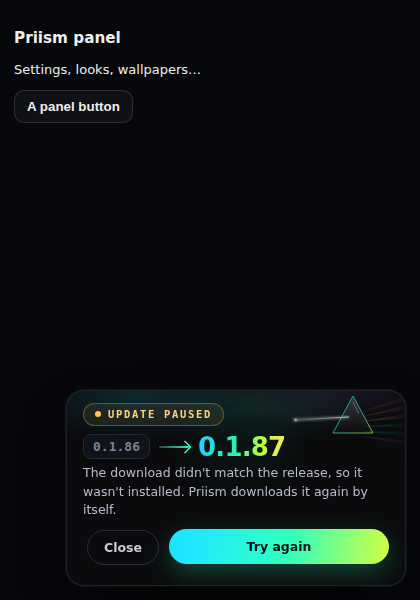 Priism panel
Settings, looks, wallpapers...
A panel button
UPDATE PAUSED
0.1.86
0.1.87
The download didn't match the release, so it
wasn't installed. Priism downloads it again by
itself.
Close
Try again